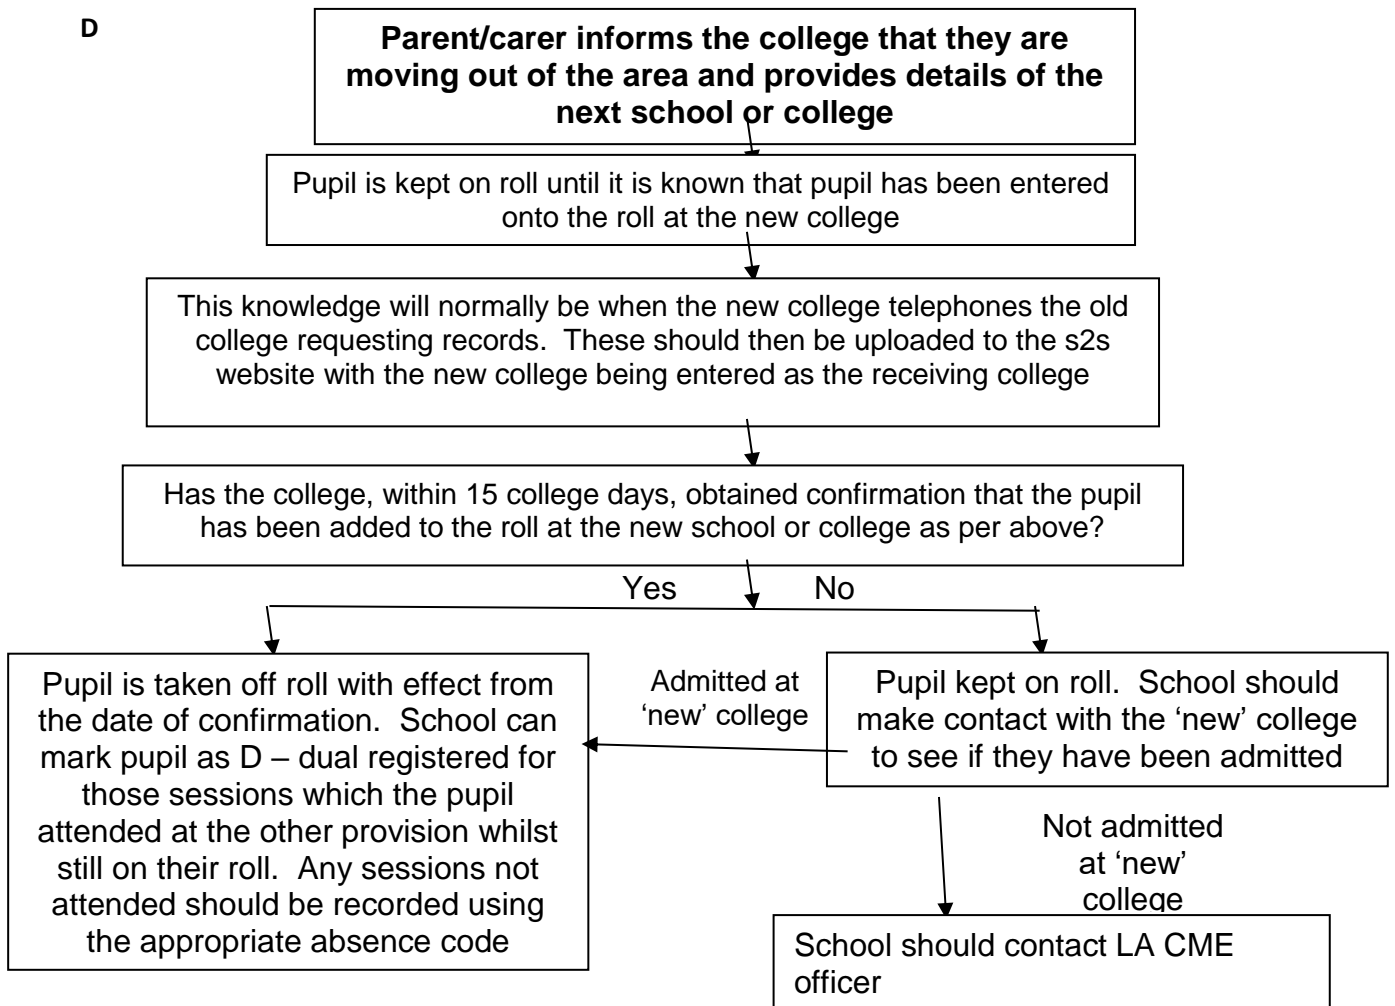 D
Parent/carer informs the college that they are
moving out of the area and provides details of the
next school or college
Pupil is kept on roll until it is known that pupil has been entered
onto the roll at the new college
This knowledge will normally be when the new college telephones the old
college requesting records.  These should then be uploaded to the s2s
website with the new college being entered as the receiving college
Has the college, within 15 college days, obtained confirmation that the pupil
has been added to the roll at the new school or college as per above?
Yes
No
Pupil is taken off roll with effect from
the date of confirmation.  School can
mark pupil as D – dual registered for
those sessions which the pupil
attended at the other provision whilst
still on their roll.  Any sessions not
attended should be recorded using
the appropriate absence code
Admitted at
‘new’ college
Pupil kept on roll.  School should
make contact with the ‘new’ college
to see if they have been admitted
Not admitted
at ‘new’
college
School should contact LA CME
officer